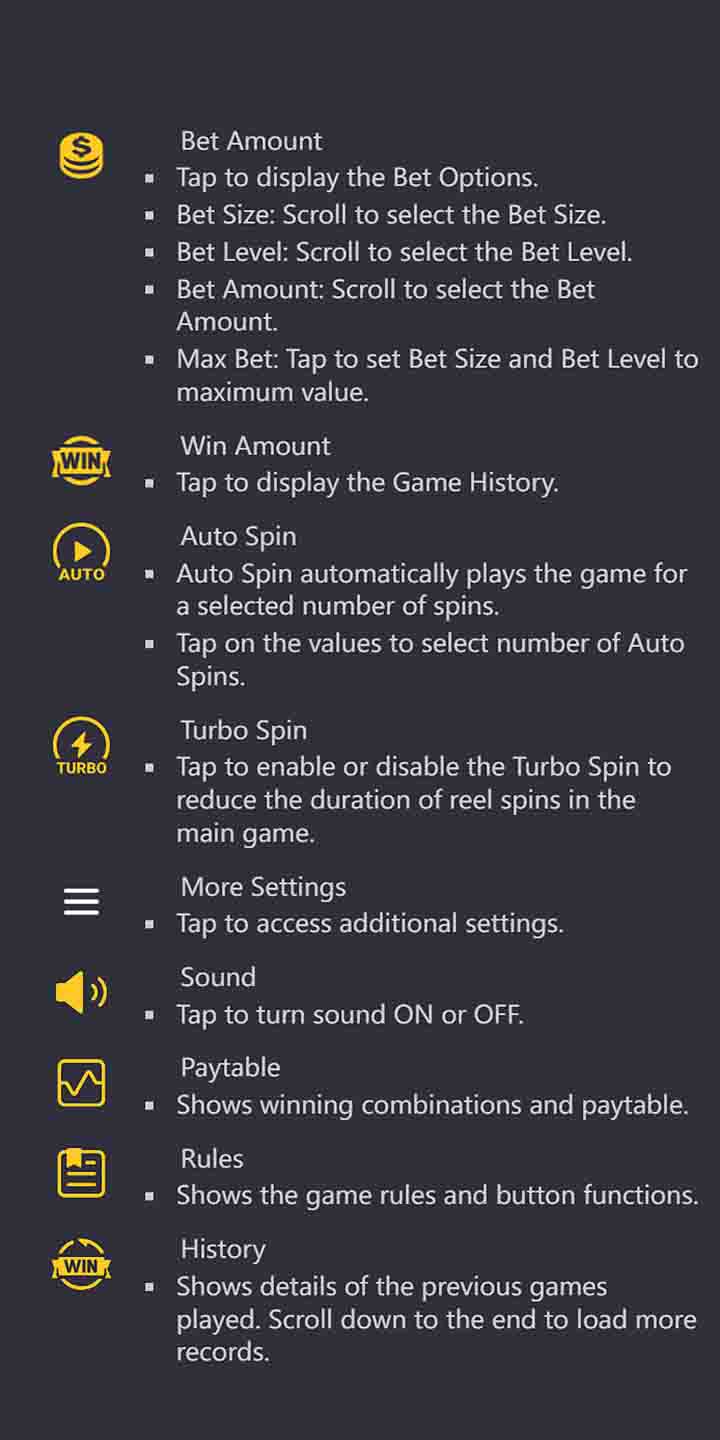 Bet Amount
▪ Tap to display the Bet Options.
▪ Bet Size: Scroll to select the Bet Size.
▪ Bet Level: Scroll to select the Bet Level.
▪ Bet Amount: Scroll to select the Bet
Amount.
▪ Max Bet: Tap to set Bet Size and Bet Level to
maximum value.
WIN
Win Amount
▪ Tap to display the Game History.
AUTO
Auto Spin
▪ Auto Spin automatically plays the game for
a selected number of spins.
▪ Tap on the values to select number of Auto
Spins.
TURBO
Turbo Spin
▪ Tap to enable or disable the Turbo Spin to
reduce the duration of reel spins in the
main game.
More Settings
▪ Tap to access additional settings.
Sound
▪ Tap to turn sound ON or OFF.
Paytable
▪ Shows winning combinations and paytable.
Rules
▪ Shows the game rules and button functions.
WIN
History
▪ Shows details of the previous games
played. Scroll down to the end to load more
records.